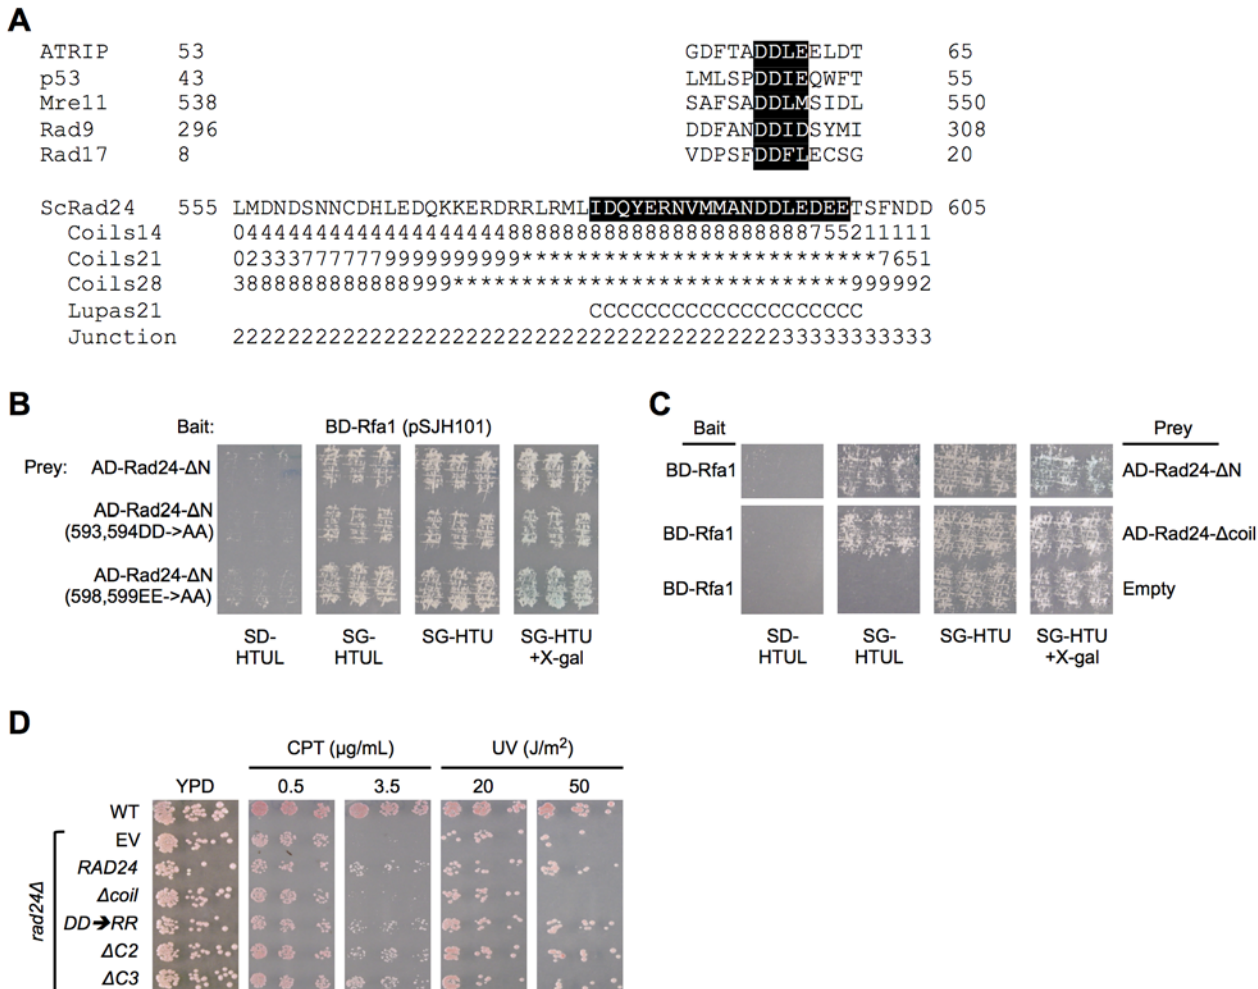 A
ATRIP 53 GDFTADDLEELDT 65
p53 43 LMLSPDDIEQWFT 55
Mre11 538 SAFSADDLMSIDL 550
Rad9 296 DDFANDDIDSYMI 308
Rad17 8 VDPSFDDFLECSG 20
ScRad24 555 LMDNDSNNCDHLEDQKKERDRRLRMLIDQYERNVMMANDDLEDEETSFNDD 605
Coils14 044444444444444444448888888888888888888888875521 1111
Coils21 023337777779999999999**************************7651
Coils28 3888888888888999*****************************999992
Lupas21 CCCCCCCCCCCCCCCCCCCC
Junction 222222222222222222222222222222222222222233333333333
B
Bait: BD-Rfa1 (pSJH101)
Prey: AD-Rad24-ΔN
AD-Rad24-ΔN
(593,594DD->AA)
AD-Rad24-ΔN
(598,599EE->AA)
SD-
HTUL
SG-
HTUL
SG-HTU
SG-HTU
+X-gal
C
Bait Prey
BD-Rfa1 AD-Rad24-ΔN
BD-Rfa1 AD-Rad24-Δcoil
BD-Rfa1 Empty
SD-
HTUL
SG-
HTUL
SG-HTU
SG-HTU
+X-gal
D
CPT (µg/mL) UV (J/m²)
YPD 0.5 3.5 20 50
WT
EV
RAD24
Δcoil
DD➔RR
ΔC2
ΔC3
rad24Δ